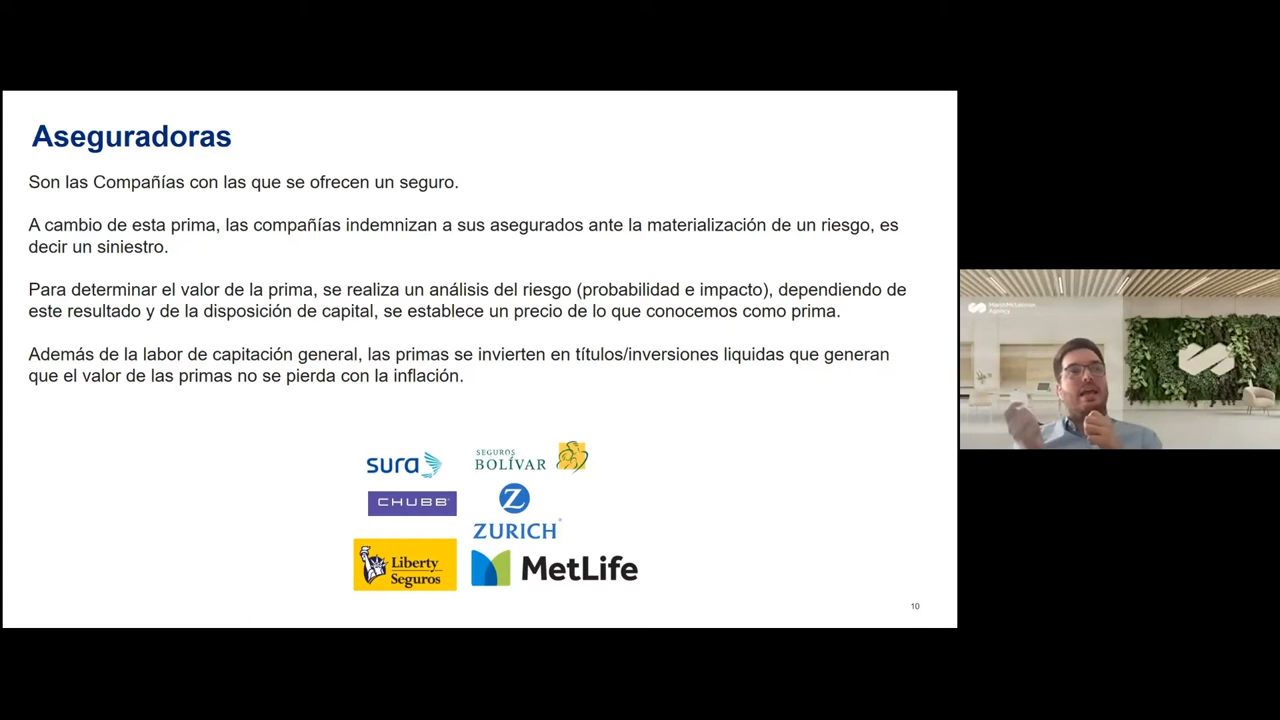 Aseguradoras
Son las Compañías con las que se ofrecen un seguro.
A cambio de esta prima, las compañías indemnizan a sus asegurados ante la materialización de un riesgo, es
decir un siniestro.
Para determinar el valor de la prima, se realiza un análisis del riesgo (probabilidad e impacto), dependiendo de
este resultado y de la disposición de capital, se establece un precio de lo que conocemos como prima.
Además de la labor de capitación general, las primas se invierten en títulos/inversiones liquidas que generan
que el valor de las primas no se pierda con la inflación.
sura
SEGUROS
BOLÍVAR
CHUBB
Z
ZURICH
Liberty
Seguros
MetLife
10
MarshMcLennan
Agency